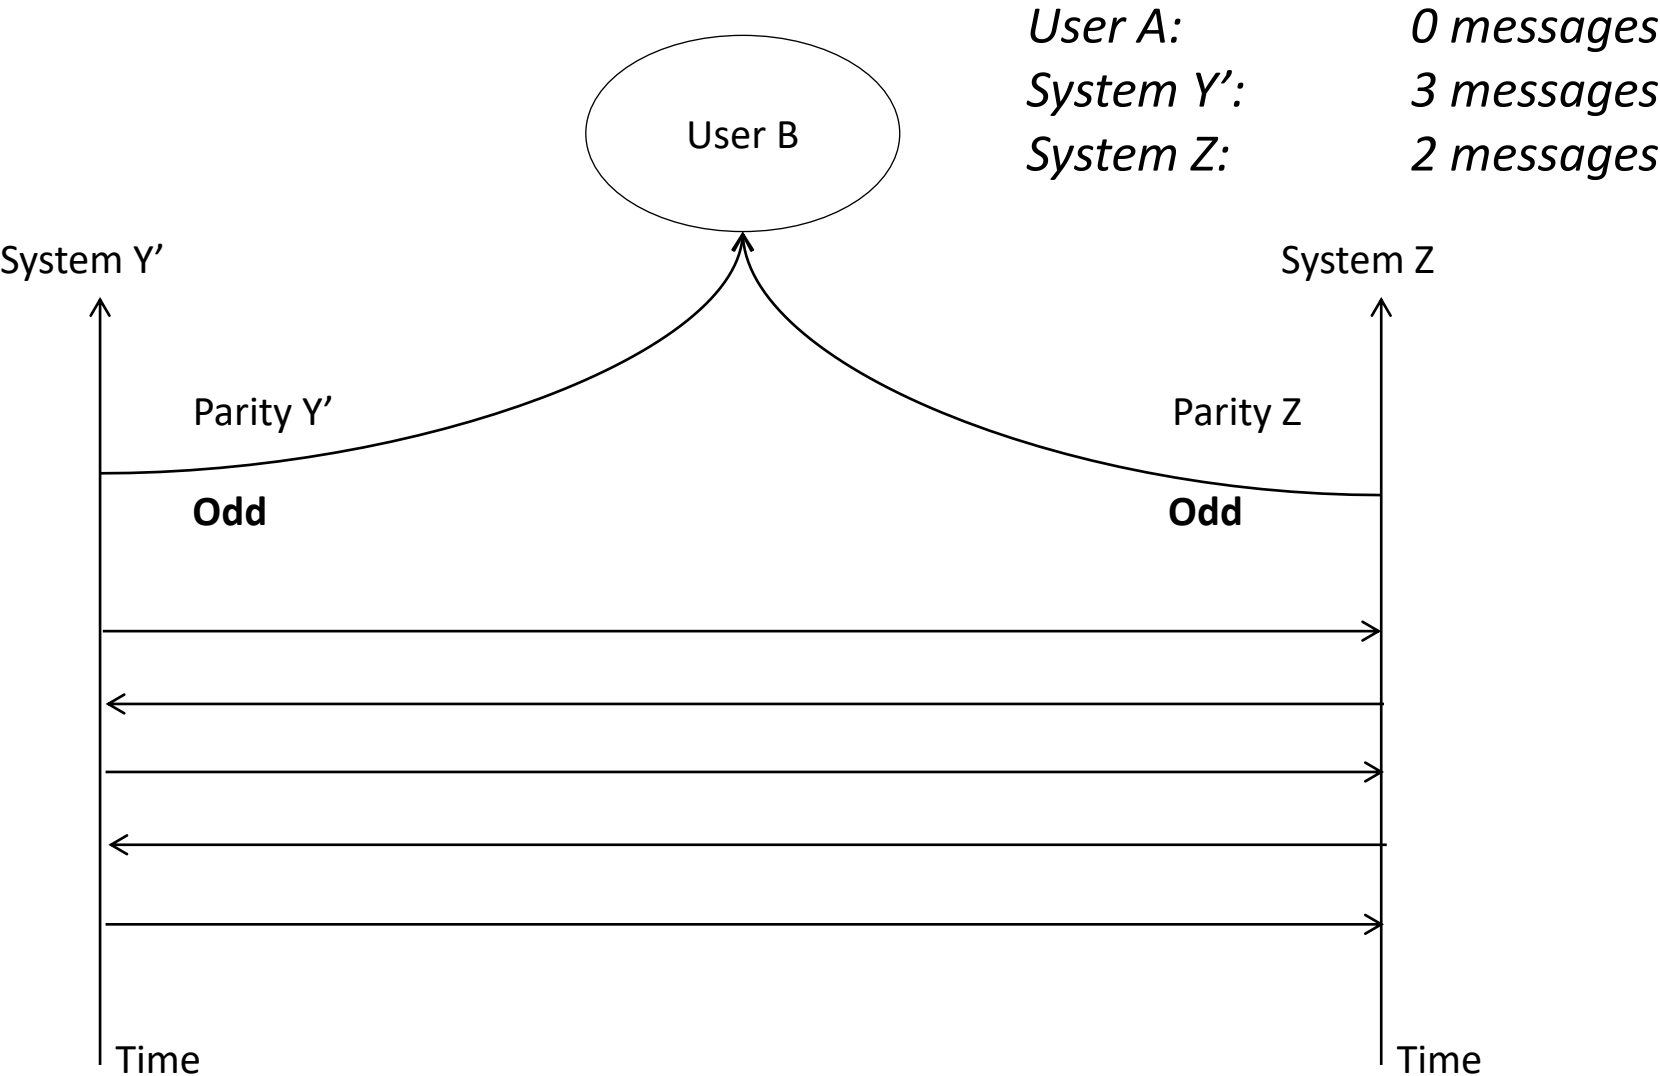 User A: 0 messages
System Y’: 3 messages
System Z: 2 messages
User B
System Y’
System Z
Parity Y’
Parity Z
Odd
Odd
Time
Time